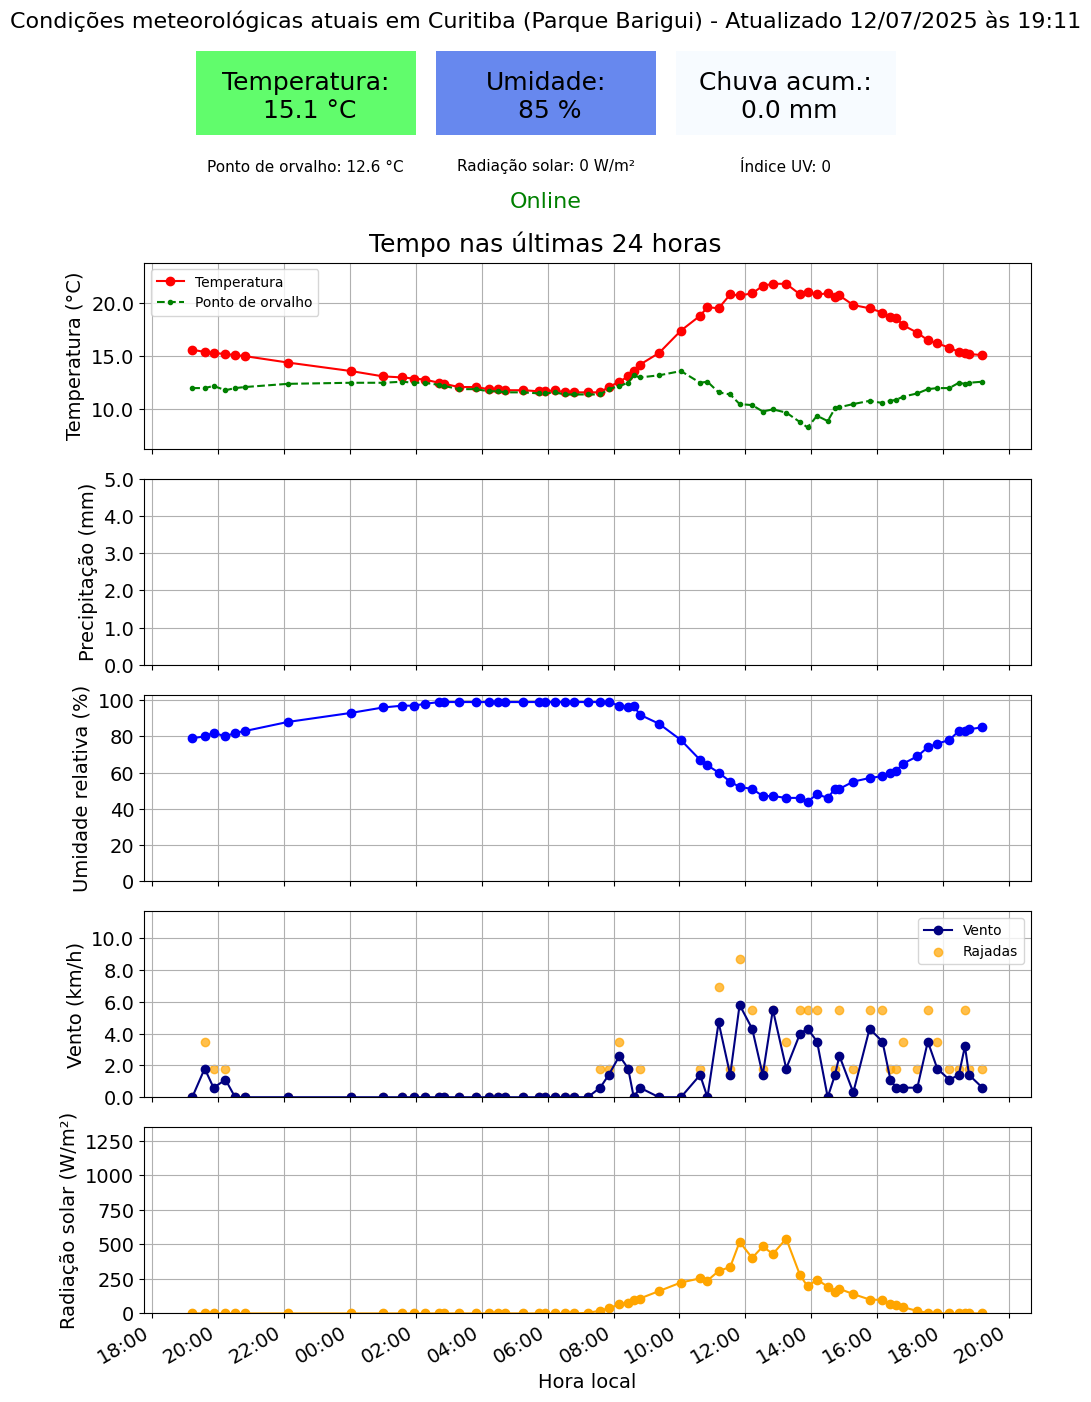 Condições meteorológicas atuais em Curitiba (Parque Barigui) - Atualizado 12/07/2025 às 19:11
Temperatura:
15.1 °C
Umidade:
85 %
Chuva acum.:
0.0 mm
Ponto de orvalho: 12.6 °C
Radiação solar: 0 W/m²
Índice UV: 0
Online
Tempo nas últimas 24 horas
Temperatura (°C)
20.0
15.0
10.0
Temperatura
Ponto de orvalho
Precipitação (mm)
5.0
4.0
3.0
2.0
1.0
0.0
Umidade relativa (%)
100
80
60
40
20
0
Vento (km/h)
10.0
8.0
6.0
4.0
2.0
0.0
Vento
Rajadas
Radiação solar (W/m²)
1250
1000
750
500
250
0
18:00
20:00
22:00
00:00
02:00
04:00
06:00
08:00
10:00
12:00
14:00
16:00
18:00
20:00
Hora local